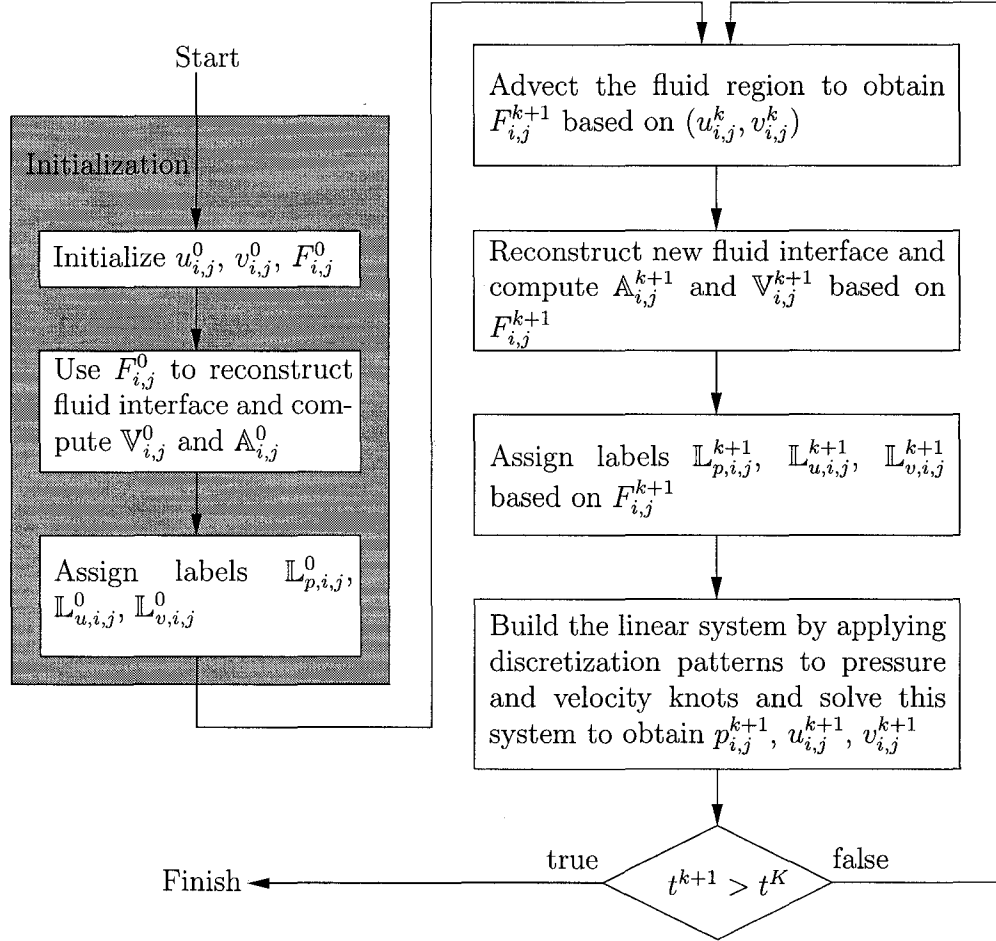 Start
Initialization
Initialize $u^0_{i,j}$, $v^0_{i,j}$, $F^0_{i,j}$
Use $F^0_{i,j}$ to reconstruct
fluid interface and com-
pute $\mathbb{V}^0_{i,j}$ and $\mathbb{A}^0_{i,j}$
Assign labels $\mathbb{L}^0_{p,i,j}$,
$\mathbb{L}^0_{u,i,j}$, $\mathbb{L}^0_{v,i,j}$
Advect the fluid region to obtain
$F^{k+1}_{i,j}$ based on $(u^k_{i,j}, v^k_{i,j})$
Reconstruct new fluid interface and
compute $\mathbb{A}^{k+1}_{i,j}$ and $\mathbb{V}^{k+1}_{i,j}$ based on
$F^{k+1}_{i,j}$
Assign labels $\mathbb{L}^{k+1}_{p,i,j}$, $\mathbb{L}^{k+1}_{u,i,j}$, $\mathbb{L}^{k+1}_{v,i,j}$
based on $F^{k+1}_{i,j}$
Build the linear system by applying
discretization patterns to pressure
and velocity knots and solve this
system to obtain $p^{k+1}_{i,j}$, $u^{k+1}_{i,j}$, $v^{k+1}_{i,j}$
true
false
$t^{k+1} > t^K$
Finish